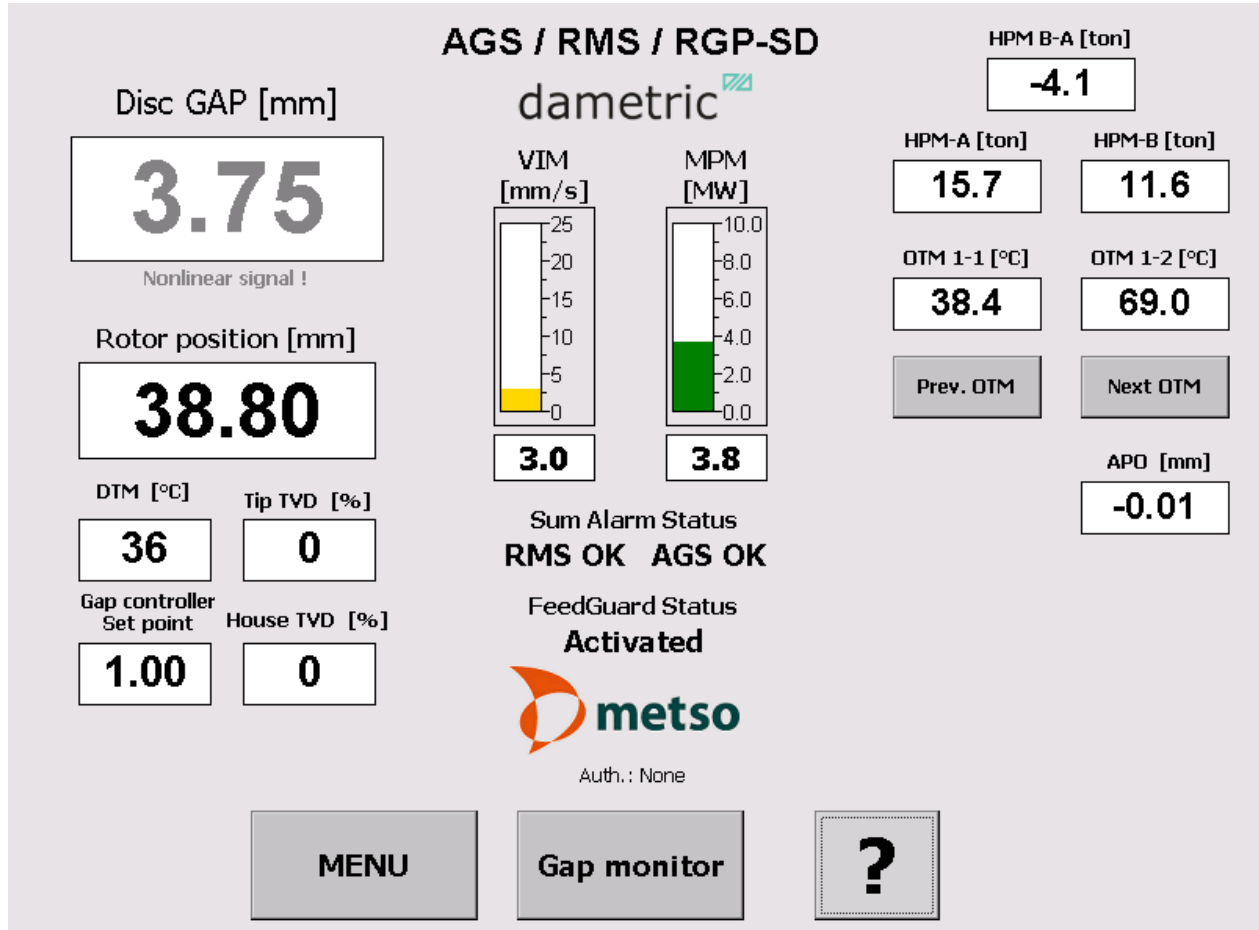 AGS / RMS / RGP-SD
dametric
Disc GAP [mm]
3.75
Nonlinear signal !
Rotor position [mm]
38.80
DTM [°C]
36
Tip TVD [%]
0
Gap controller
Set point
1.00
House TVD [%]
0
VIM
[mm/s]
25
20
15
10
5
0
3.0
MPM
[MW]
10.0
8.0
6.0
4.0
2.0
0.0
3.8
Sum Alarm Status
RMS OK AGS OK
FeedGuard Status
Activated
metso
Auth.: None
HPM B-A [ton]
-4.1
HPM-A [ton]
15.7
HPM-B [ton]
11.6
OTM 1-1 [°C]
38.4
OTM 1-2 [°C]
69.0
Prev. OTM
Next OTM
APO [mm]
-0.01
MENU
Gap monitor
?